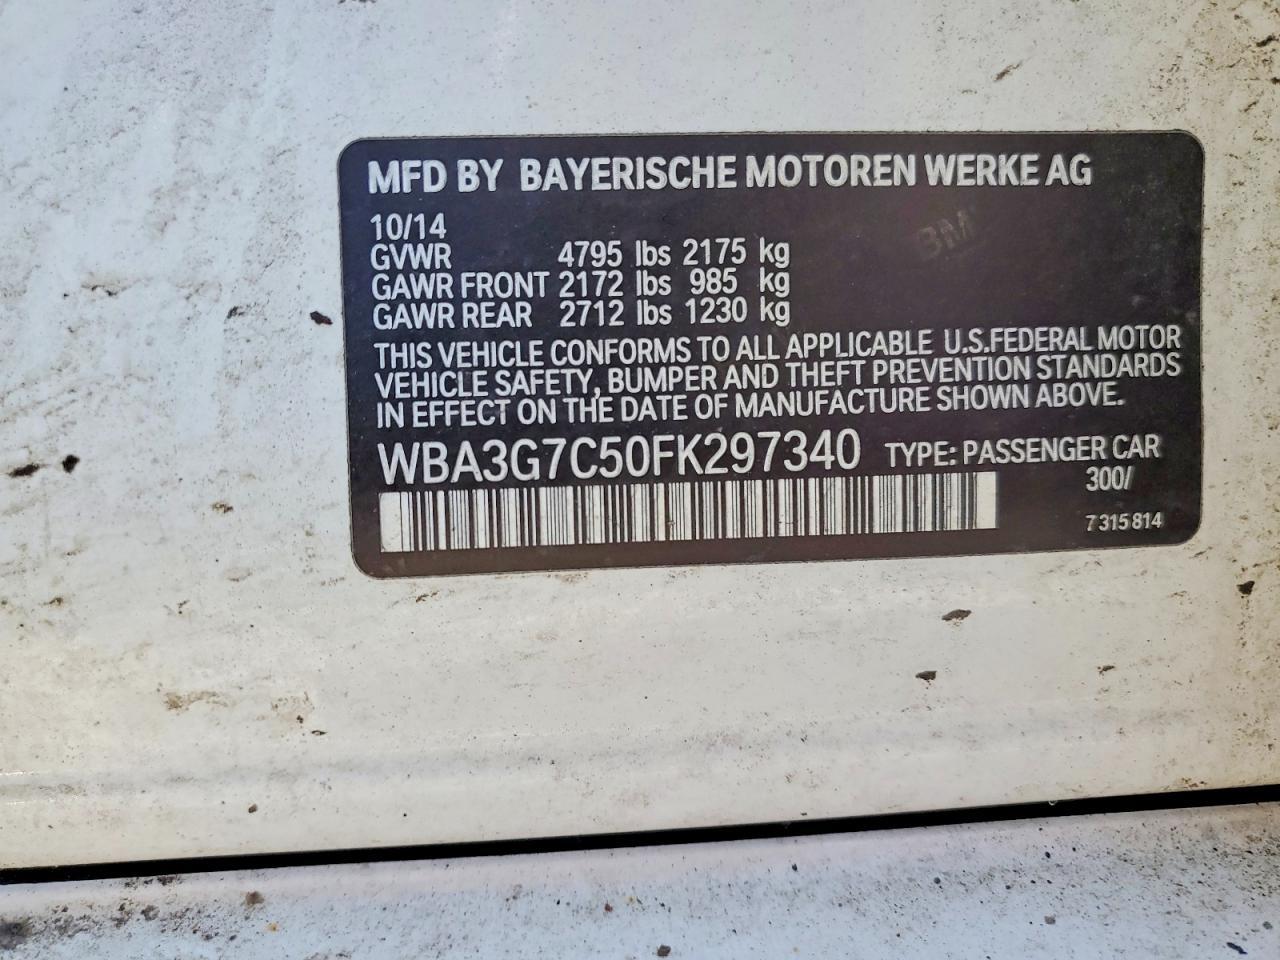 MFD BY BAYERISCHE MOTOREN WERKE AG
10/14
GVWR 4795 lbs 2175 kg
GAWR FRONT 2172 lbs 985 kg
GAWR REAR 2712 lbs 1230 kg
THIS VEHICLE CONFORMS TO ALL APPLICABLE U.S.FEDERAL MOTOR
VEHICLE SAFETY, BUMPER AND THEFT PREVENTION STANDARDS
IN EFFECT ON THE DATE OF MANUFACTURE SHOWN ABOVE.
WBA3G7C50FK297340 TYPE: PASSENGER CAR
300/
7 315 814